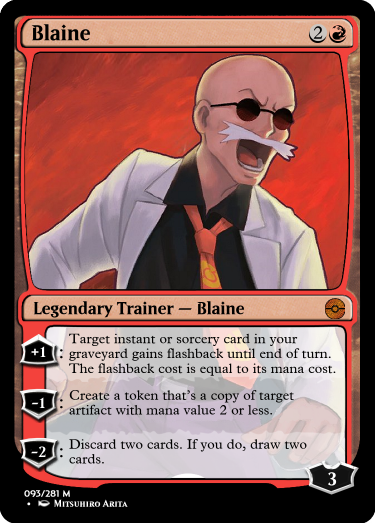 Blaine 2
Legendary Trainer — Blaine
+1: Target instant or sorcery card in your
graveyard gains flashback until end of turn.
The flashback cost is equal to its mana cost.
-1: Create a token that's a copy of target
artifact with mana value 2 or less.
-2: Discard two cards. If you do, draw two
cards.
3
093/281 M
• Mitsuhiro Arita